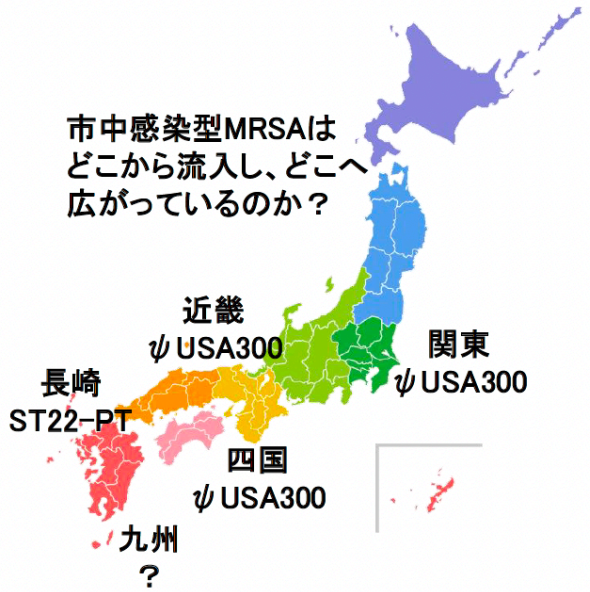 市中感染型MRSAは
どこから流入し、どこへ
広がっているのか？
近畿
ψUSA300
関東
ψUSA300
長崎
ST22-PT
四国
ψUSA300
九州
？